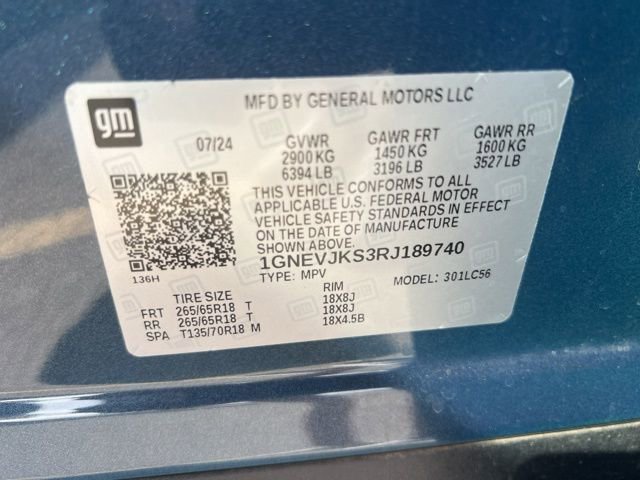 gm
MFD BY GENERAL MOTORS LLC
07/24 GVWR GAWR FRT GAWR RR
2900 KG 1450 KG 1600 KG
6394 LB 3196 LB 3527 LB
THIS VEHICLE CONFORMS TO ALL
APPLICABLE U.S. FEDERAL MOTOR
VEHICLE SAFETY STANDARDS IN EFFECT
ON THE DATE OF MANUFACTURE
SHOWN ABOVE.
1GNEVJKS3RJ189740
136H TYPE: MPV MODEL: 301LC56
TIRE SIZE RIM
FRT 265/65R18 T 18X8J
RR 265/65R18 T 18X8J
SPA T135/70R18 M 18X4.5B